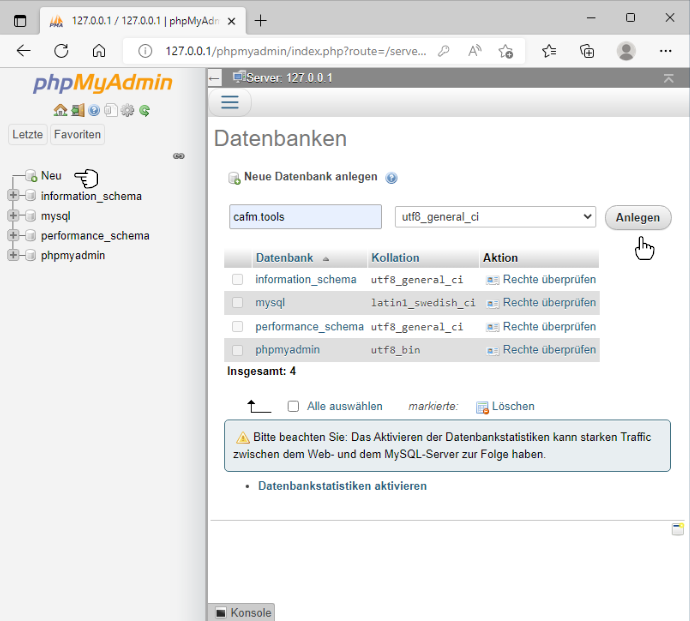 127.0.0.1 / 127.0.0.1 | phpMyAdm
127.0.0.1/phpmyadmin/index.php?route=/serve...
phpMyAdmin
Letzte Favoriten
Neu
information_schema
mysql
performance_schema
phpmyadmin
Server: 127.0.0.1
Datenbanken
Neue Datenbank anlegen
cafm.tools utf8_general_ci Anlegen
Datenbank Kollation Aktion
information_schema utf8_general_ci Rechte überprüfen
mysql latin1_swedish_ci Rechte überprüfen
performance_schema utf8_general_ci Rechte überprüfen
phpmyadmin utf8_bin Rechte überprüfen
Insgesamt: 4
Alle auswählen markierte: Löschen
Bitte beachten Sie: Das Aktivieren der Datenbankstatistiken kann starken Traffic
zwischen dem Web- und dem MySQL-Server zur Folge haben.
• Datenbankstatistiken aktivieren
Konsole